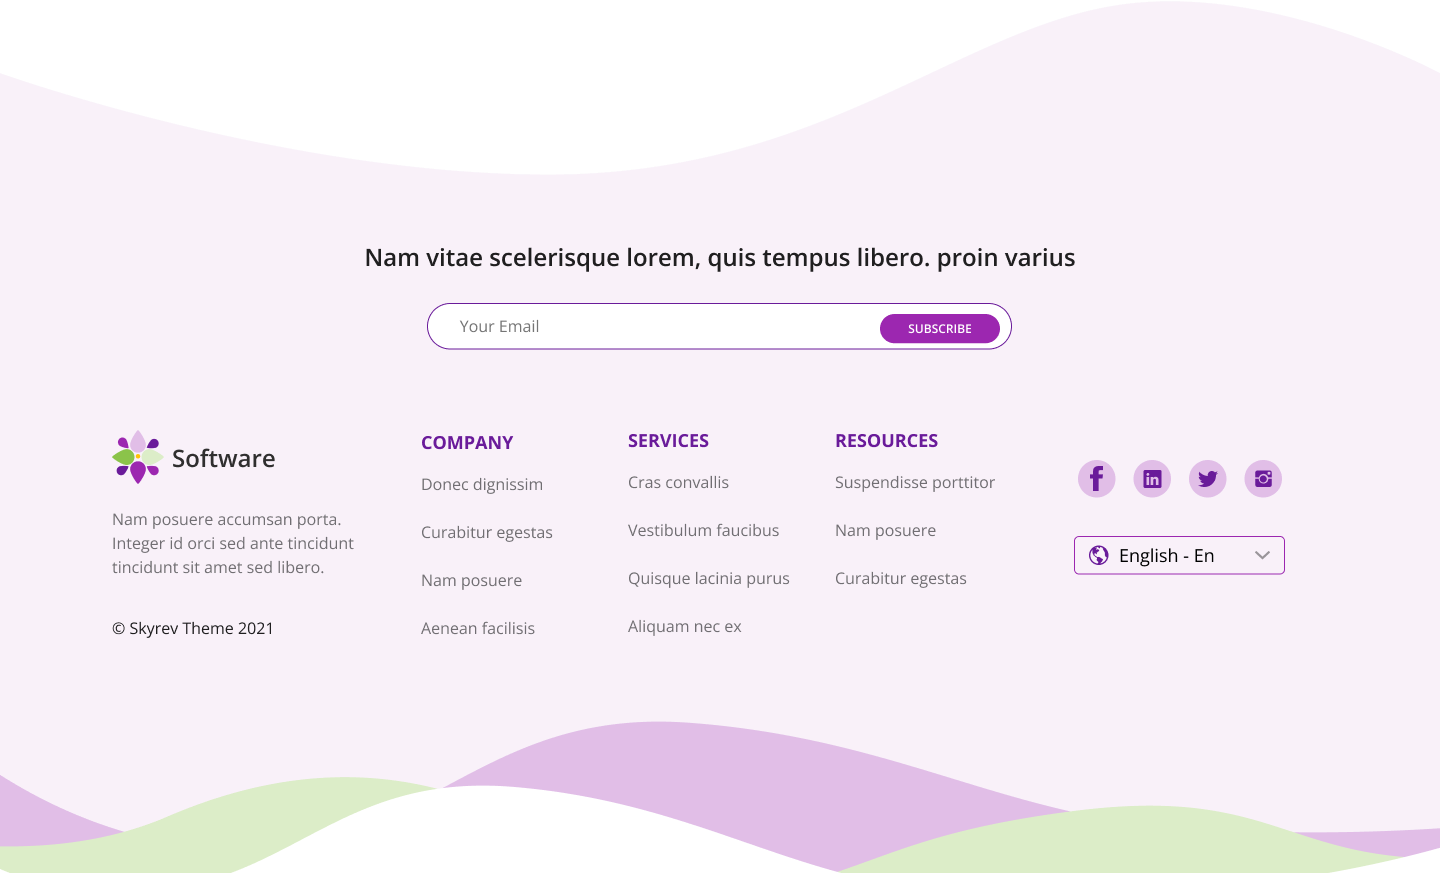 Nam vitae scelerisque lorem, quis tempus libero. proin varius
Your Email
SUBSCRIBE
Software
Nam posuere accumsan porta.
Integer id orci sed ante tincidunt
tincidunt sit amet sed libero.
© Skyrev Theme 2021
COMPANY
Donec dignissim
Curabitur egestas
Nam posuere
Aenean facilisis
SERVICES
Cras convallis
Vestibulum faucibus
Quisque lacinia purus
Aliquam nec ex
RESOURCES
Suspendisse porttitor
Nam posuere
Curabitur egestas
English - En